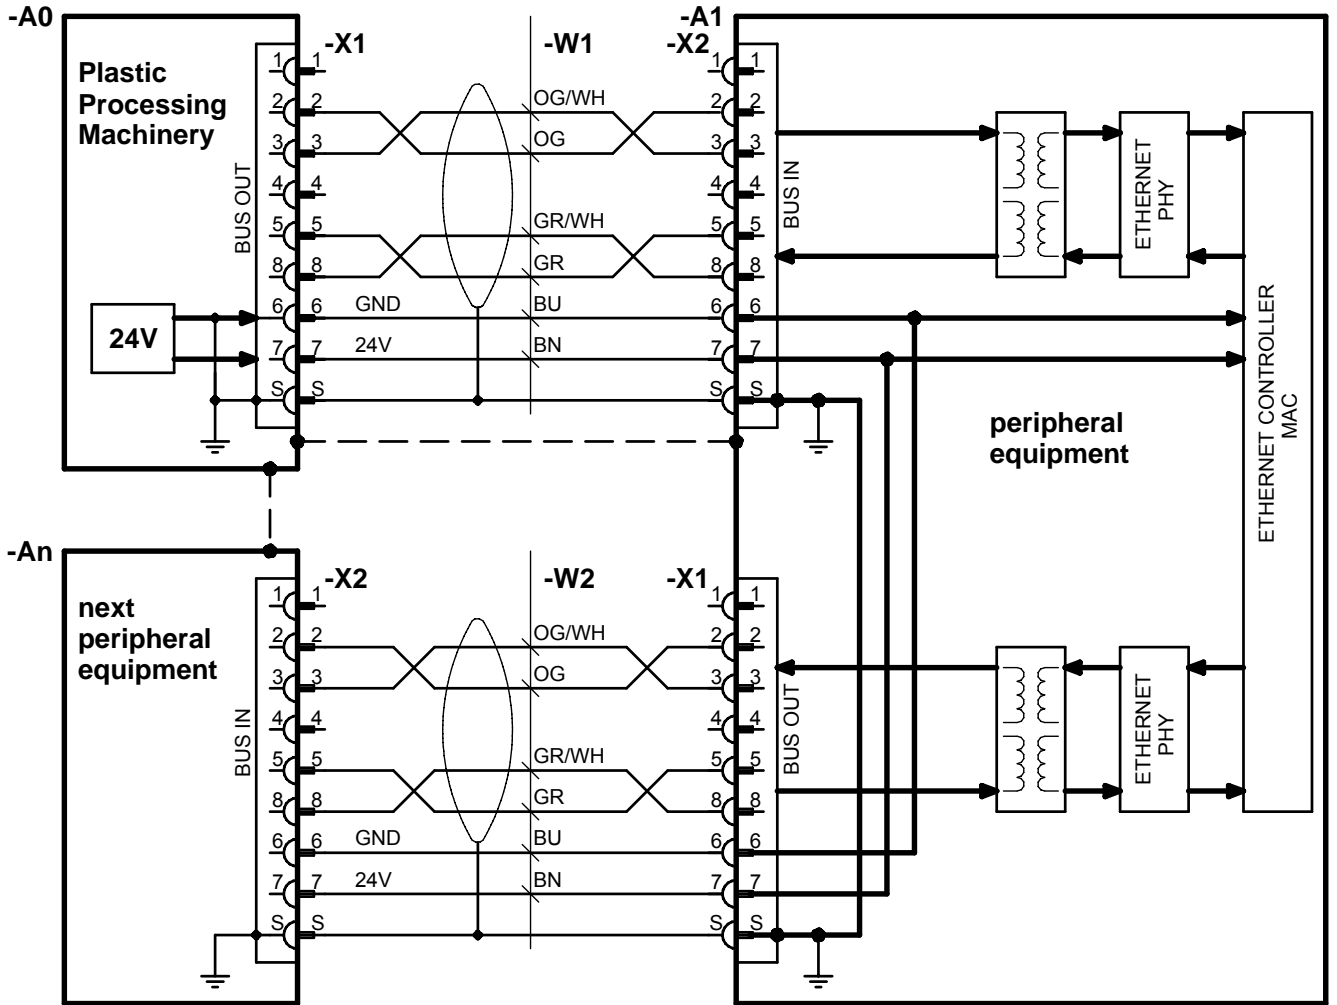 -A0
Plastic
Processing
Machinery
BUS OUT
24V
-X1
1 1
2 2
3 3
4 4
5 5
8 8
6 6
7 7
S S
GND
24V
-W1
OG/WH
OG
GR/WH
GR
BU
BN
-A1
-X2
1 1
2 2
3 3
4 4
5 5
8 8
6 6
7 7
S S
BUS IN
ETHERNET
PHY
ETHERNET CONTROLLER
MAC
peripheral
equipment
-An
next
peripheral
equipment
BUS IN
-X2
1 1
2 2
3 3
4 4
5 5
8 8
6 6
7 7
S S
GND
24V
-W2
OG/WH
OG
GR/WH
GR
BU
BN
-X1
1 1
2 2
3 3
4 4
5 5
8 8
6 6
7 7
S S
BUS OUT
ETHERNET
PHY